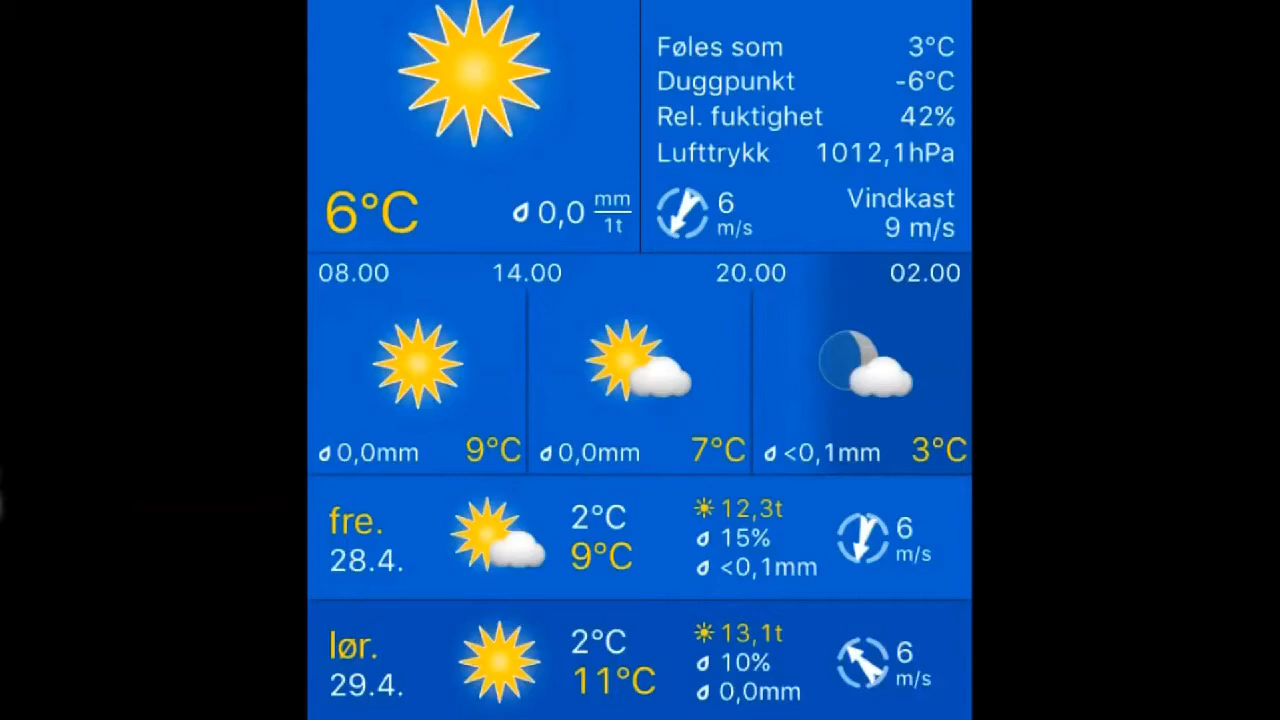 Føles som 3°C
Duggpunkt -6°C
Rel. fuktighet 42%
Lufttrykk 1012,1hPa
6°C 0,0 mm/1t
6 m/s
Vindkast
9 m/s
08.00 14.00 20.00 02.00
0,0mm 9°C 0,0mm 7°C <0,1mm 3°C
fre.
28.4.
2°C
9°C
12,3t
15%
<0,1mm
6
m/s
lør.
29.4.
2°C
11°C
13,1t
10%
0,0mm
6
m/s